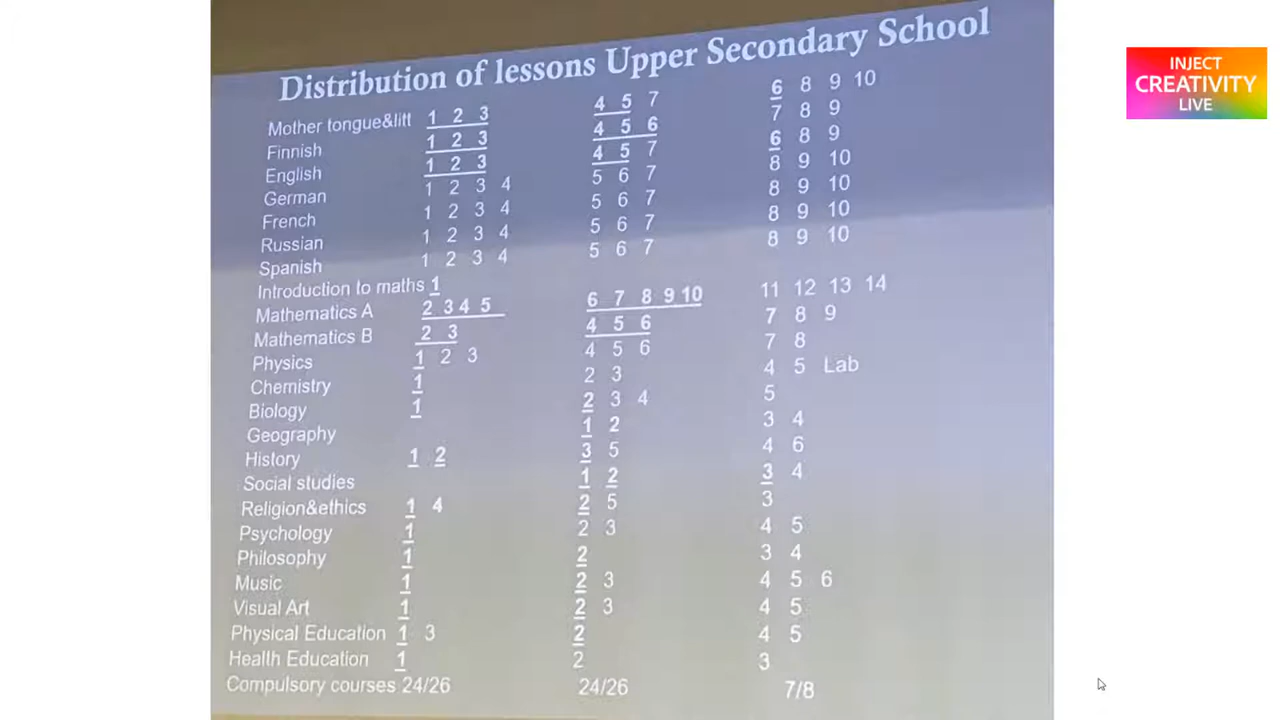 Distribution of lessons Upper Secondary School
Mother tongue&litt 1 2 3 4 5 7 6 8 9 10
Finnish 1 2 3 4 5 6 7 8 9
English 1 2 3 4 5 7 6 8 9
German 1 2 3 4 5 6 7 8 9 10
French 1 2 3 4 5 6 7 8 9 10
Russian 1 2 3 4 5 6 7 8 9 10
Spanish 1 2 3 4 5 6 7 8 9 10
Introduction to maths 1
Mathematics A 2 3 4 5 6 7 8 9 10 11 12 13 14
Mathematics B 2 3 4 5 6 7 8 9
Physics 1 2 3 4 5 6 7 8
Chemistry 1 2 3 4 5 Lab
Biology 1 2 3 4 5
Geography 1 2 3 4
History 1 2 3 5 4 6
Social studies 1 2 3 4
Religion&ethics 1 4 2 5 3
Psychology 1 2 3 4 5
Philosophy 1 2 3 4
Music 1 2 3 4 5 6
Visual Art 1 2 3 4 5
Physical Education 1 3 2 4 5
Health Education 1 2 3
Compulsory courses 24/26 24/26 7/8
INJECT
CREATIVITY
LIVE